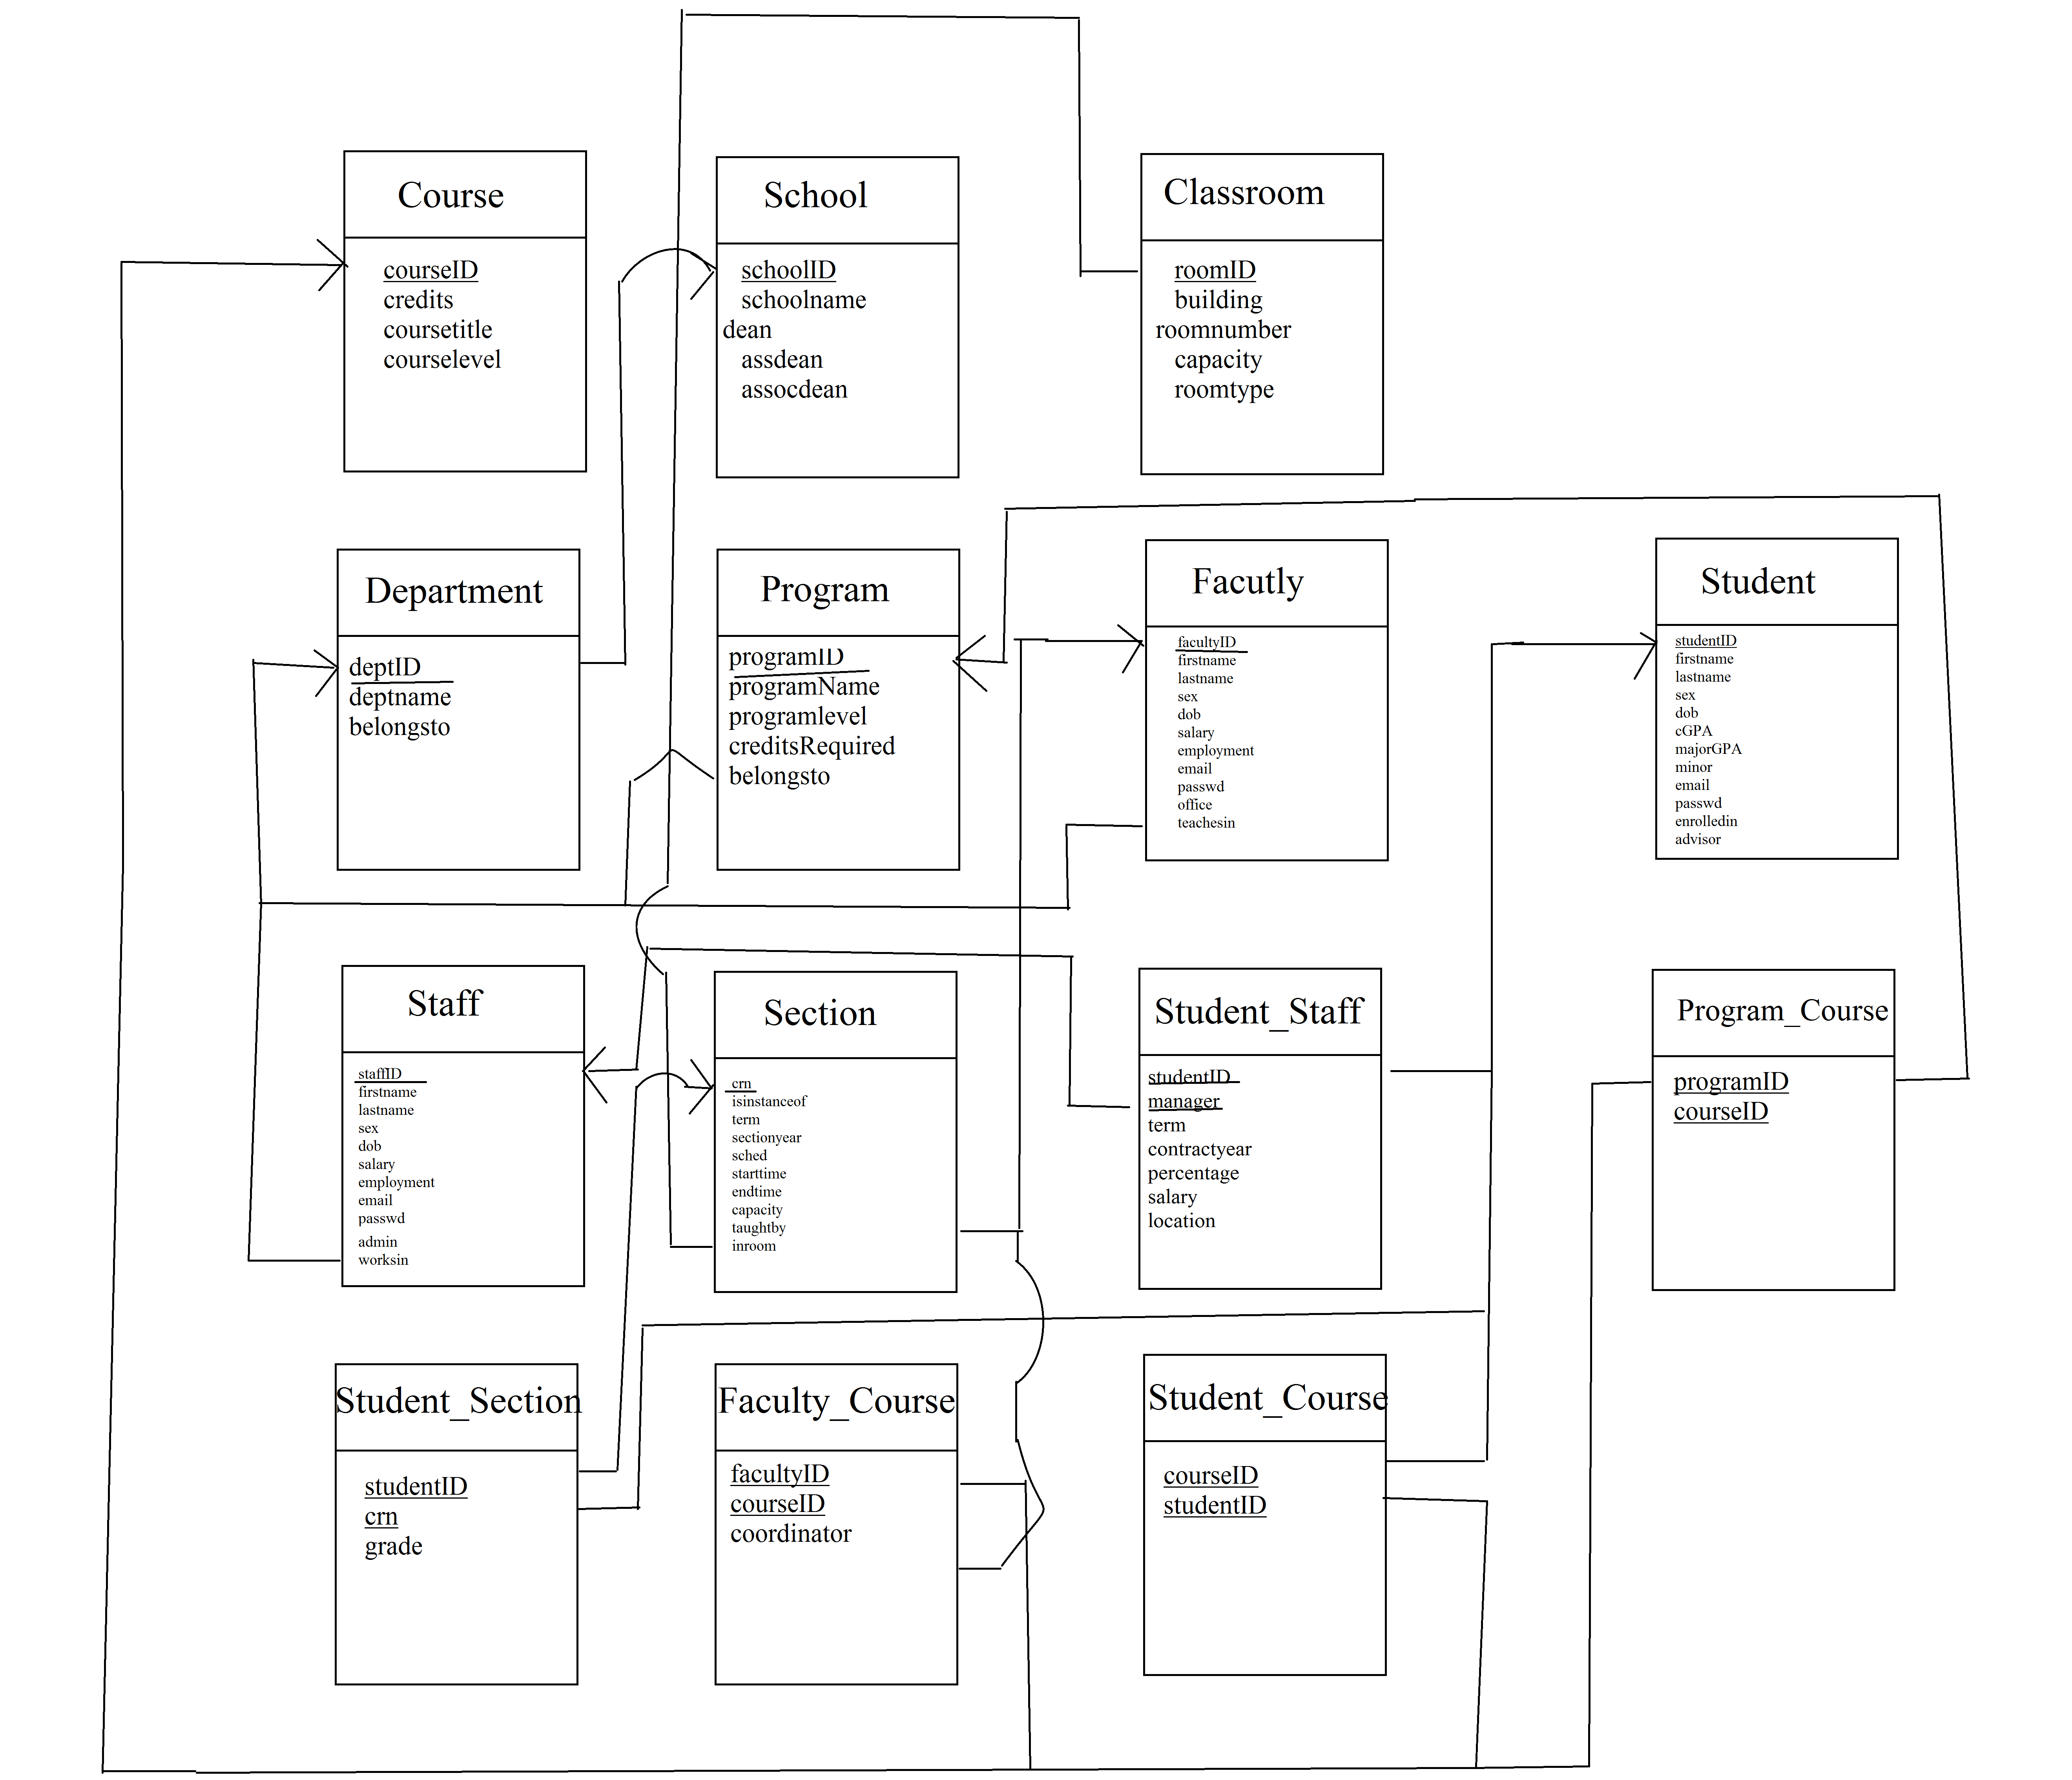 Course
courseID
credits
coursetitle
courselevel
School
schoolID
schoolname
dean
assdean
assocdean
Classroom
roomID
building
roomnumber
capacity
roomtype
Department
deptID
deptname
belongsto
Program
programID
programName
programlevel
creditsRequired
belongsto
Facutly
facultyID
firstname
lastname
sex
dob
salary
employment
email
passwd
office
teachesin
Student
studentID
firstname
lastname
sex
dob
cGPA
majorGPA
minor
email
passwd
enrolledin
advisor
Staff
staffID
firstname
lastname
sex
dob
salary
employment
email
passwd
admin
worksin
Section
crn
isinstanceof
term
sectionyear
sched
starttime
endtime
capacity
taughtby
inroom
Student_Staff
studentID
manager
term
contractyear
percentage
salary
location
Program_Course
programID
courseID
Student_Section
studentID
crn
grade
Faculty_Course
facultyID
courseID
coordinator
Student_Course
courseID
studentID